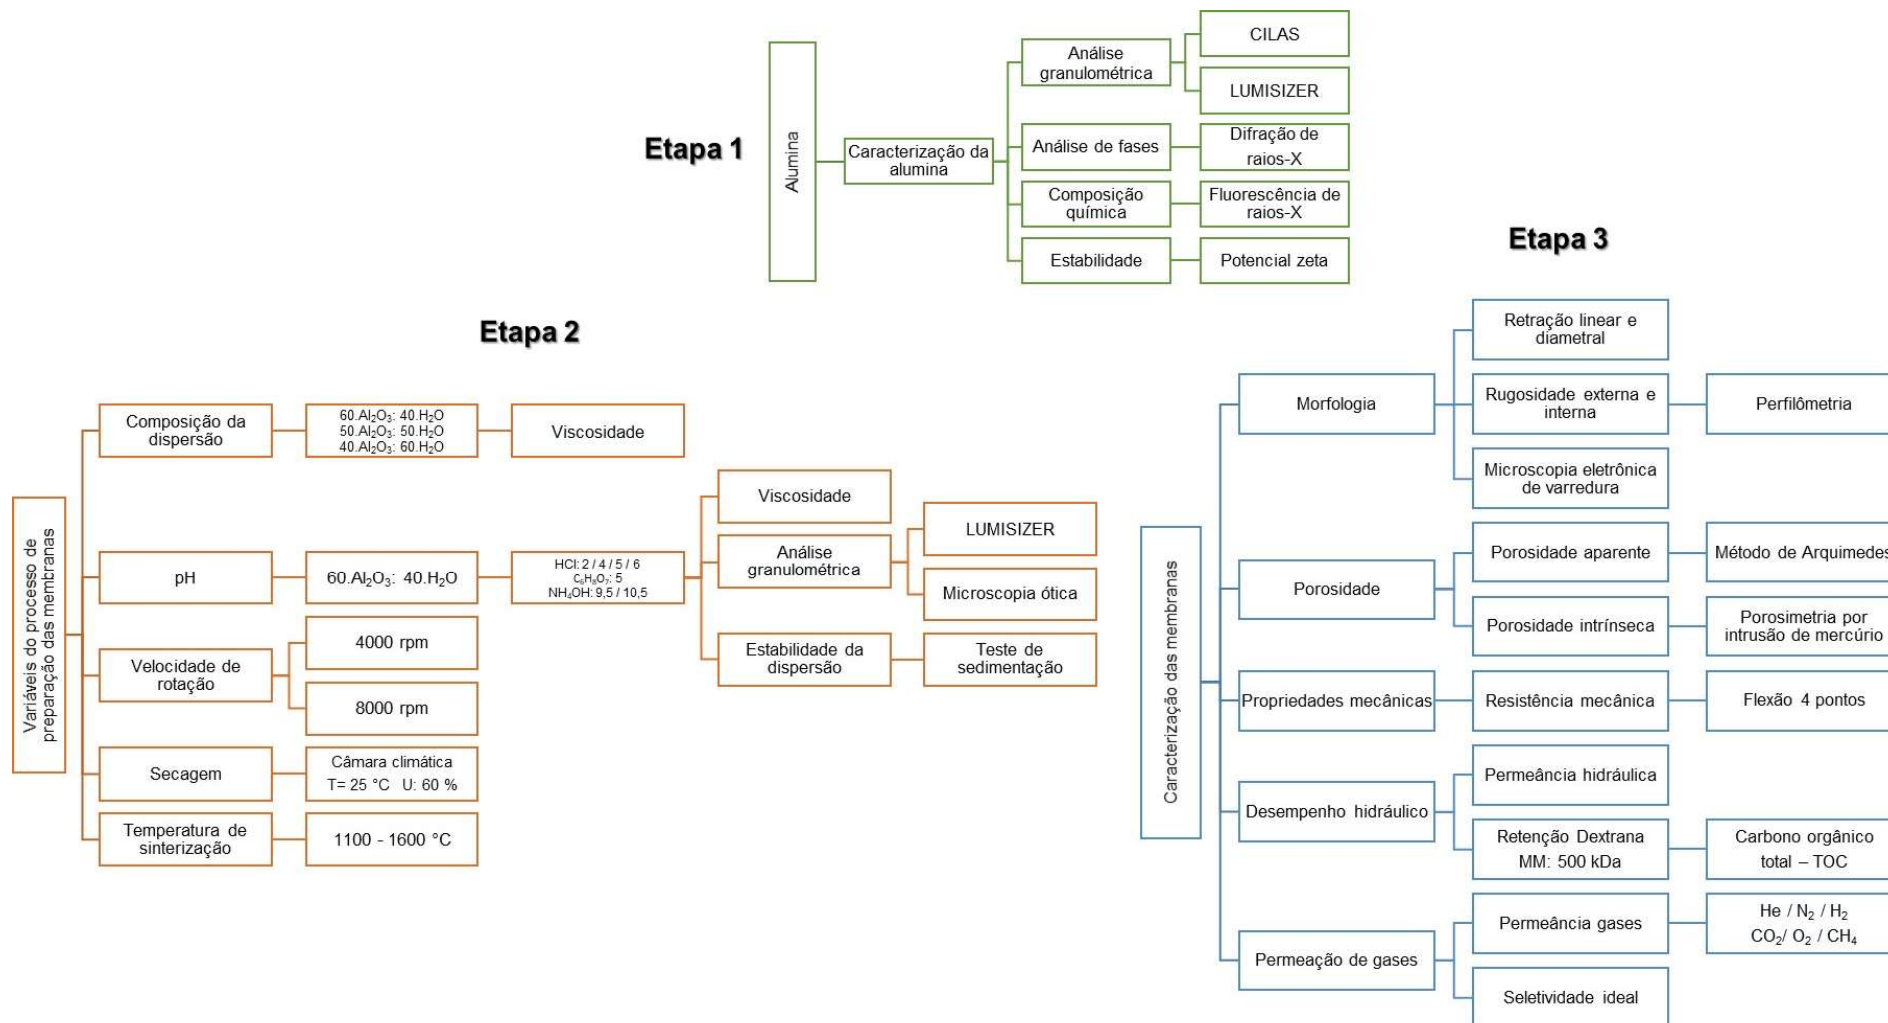 Etapa 1
Alumina
Caracterização da
alumina
Análise
granulométrica
CILAS
LUMISIZER
Análise de fases
Difração de
raios-X
Composição
química
Fluorescência de
raios-X
Estabilidade
Potencial zeta
Etapa 2
Variáveis do processo de
preparação das membranas
Composição da
dispersão
60.Al₂O₃: 40.H₂O
50.Al₂O₃: 50.H₂O
40.Al₂O₃: 60.H₂O
Viscosidade
pH
60.Al₂O₃: 40.H₂O
HCl: 2 / 4 / 5 / 6
C₆H₈O₇: 5
NH₄OH: 9,5 / 10,5
Viscosidade
Análise
granulométrica
LUMISIZER
Microscopia ótica
Estabilidade da
dispersão
Teste de
sedimentação
Velocidade de
rotação
4000 rpm
8000 rpm
Secagem
Câmara climática
T= 25 °C U: 60 %
Temperatura de
sinterização
1100 - 1600 °C
Etapa 3
Caracterização das membranas
Morfologia
Retração linear e
diametral
Rugosidade externa e
interna
Perfilômetria
Microscopia eletrônica
de varredura
Porosidade
Porosidade aparente
Método de Arquimedes
Porosidade intrínseca
Porosimetria por
intrusão de mercúrio
Propriedades mecânicas
Resistência mecânica
Flexão 4 pontos
Desempenho hidráulico
Permeância hidráulica
Retenção Dextrana
MM: 500 kDa
Carbono orgânico
total – TOC
Permeação de gases
Permeância gases
He / N₂ / H₂
CO₂/ O₂ / CH₄
Seletividade ideal